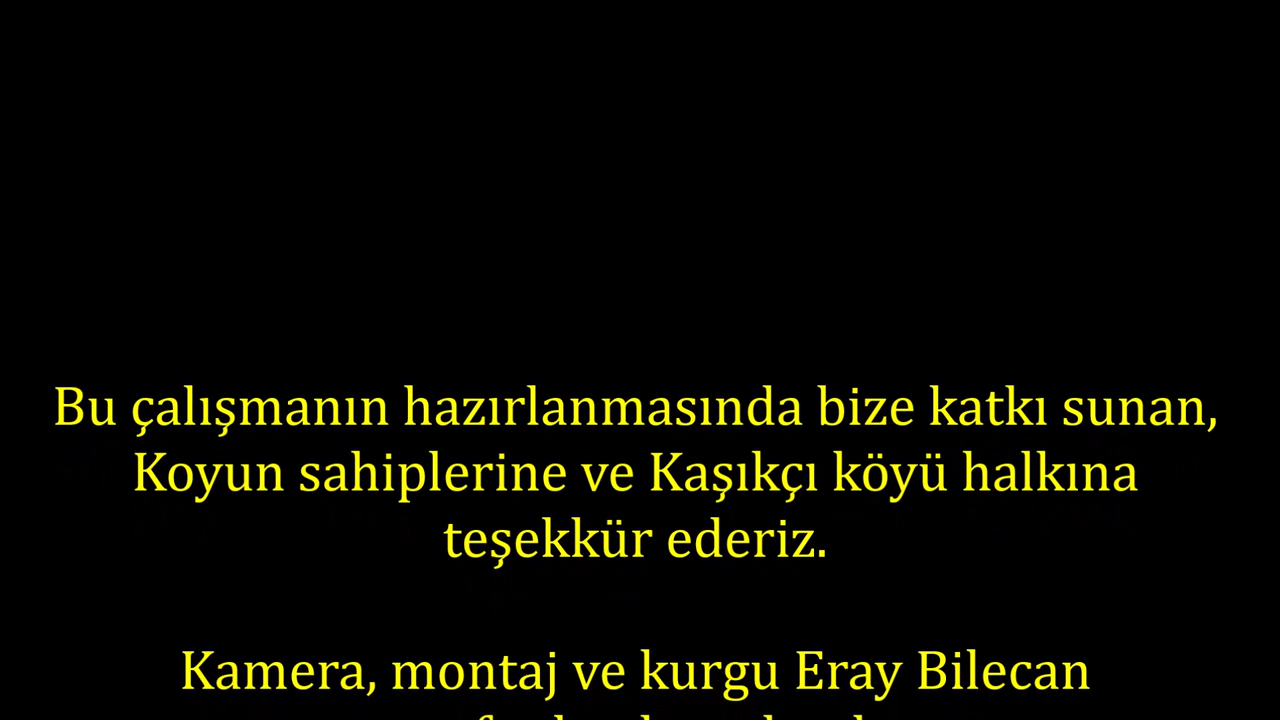 Bu çalışmanın hazırlanmasında bize katkı sunan,
Koyun sahiplerine ve Kaşıkçı köyü halkına
teşekkür ederiz.
Kamera, montaj ve kurgu Eray Bilecan